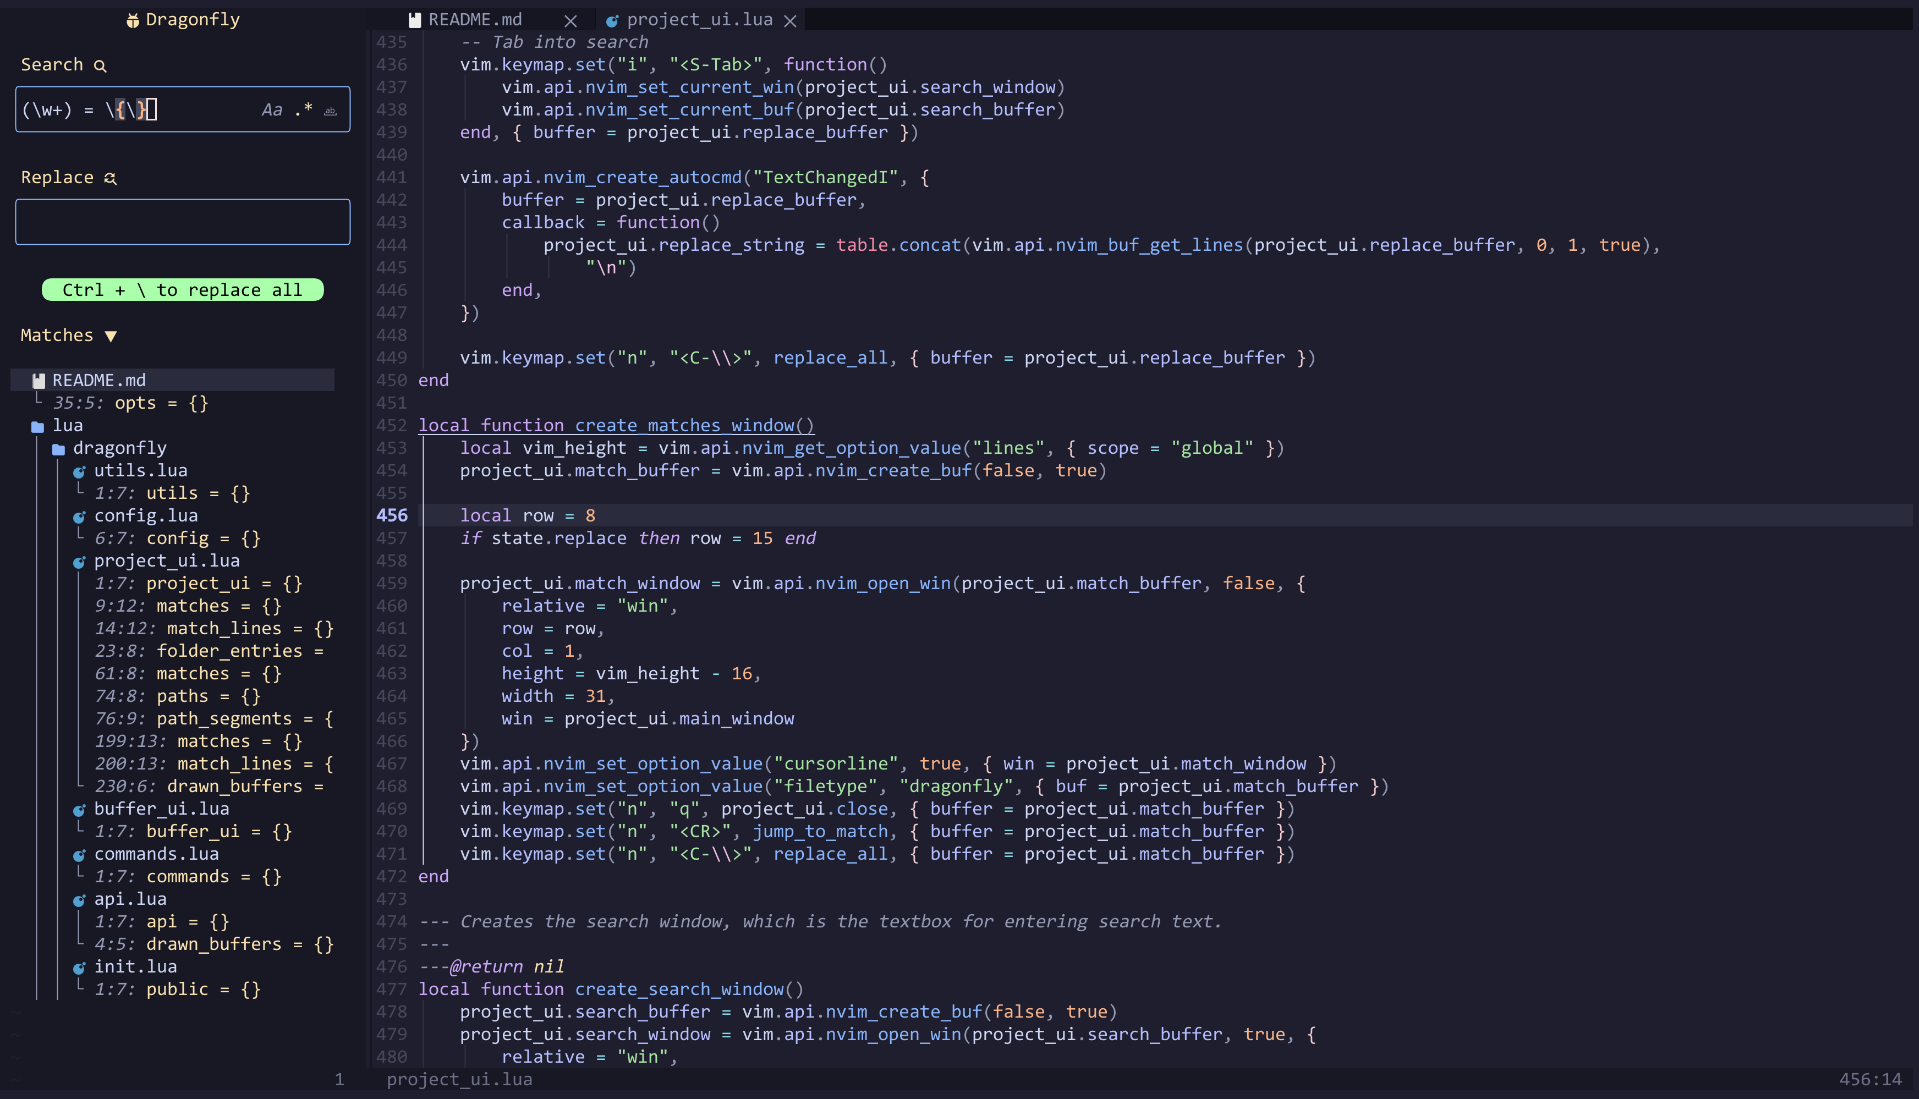 Dragonfly
Search
(\w+) = \{\}
Aa .* ab
Replace
Ctrl + \ to replace all
Matches ▼
README.md
35:5: opts = {}
lua
dragonfly
utils.lua
1:7: utils = {}
config.lua
6:7: config = {}
project_ui.lua
1:7: project_ui = {}
9:12: matches = {}
14:12: match_lines = {}
23:8: folder_entries =
61:8: matches = {}
74:8: paths = {}
76:9: path_segments = {
199:13: matches = {}
200:13: match_lines = {
230:6: drawn_buffers =
buffer_ui.lua
1:7: buffer_ui = {}
commands.lua
1:7: commands = {}
api.lua
1:7: api = {}
4:5: drawn_buffers = {}
init.lua
1:7: public = {}
~
~
~
~
1
README.md
project_ui.lua
435 -- Tab into search
436 vim.keymap.set("i", "<S-Tab>", function()
437 vim.api.nvim_set_current_win(project_ui.search_window)
438 vim.api.nvim_set_current_buf(project_ui.search_buffer)
439 end, { buffer = project_ui.replace_buffer })
440
441 vim.api.nvim_create_autocmd("TextChangedI", {
442 buffer = project_ui.replace_buffer,
443 callback = function()
444 project_ui.replace_string = table.concat(vim.api.nvim_buf_get_lines(project_ui.replace_buffer, 0, 1, true),
445 "\n")
446 end,
447 })
448
449 vim.keymap.set("n", "<C-\\>", replace_all, { buffer = project_ui.replace_buffer })
450 end
451
452 local function create_matches_window()
453 local vim_height = vim.api.nvim_get_option_value("lines", { scope = "global" })
454 project_ui.match_buffer = vim.api.nvim_create_buf(false, true)
455
456 local row = 8
457 if state.replace then row = 15 end
458
459 project_ui.match_window = vim.api.nvim_open_win(project_ui.match_buffer, false, {
460 relative = "win",
461 row = row,
462 col = 1,
463 height = vim_height - 16,
464 width = 31,
465 win = project_ui.main_window
466 })
467 vim.api.nvim_set_option_value("cursorline", true, { win = project_ui.match_window })
468 vim.api.nvim_set_option_value("filetype", "dragonfly", { buf = project_ui.match_buffer })
469 vim.keymap.set("n", "q", project_ui.close, { buffer = project_ui.match_buffer })
470 vim.keymap.set("n", "<CR>", jump_to_match, { buffer = project_ui.match_buffer })
471 vim.keymap.set("n", "<C-\\>", replace_all, { buffer = project_ui.match_buffer })
472 end
473
474 --- Creates the search window, which is the textbox for entering search text.
475 ---
476 ---@return nil
477 local function create_search_window()
478 project_ui.search_buffer = vim.api.nvim_create_buf(false, true)
479 project_ui.search_window = vim.api.nvim_open_win(project_ui.search_buffer, true, {
480 relative = "win",
project_ui.lua
456:14